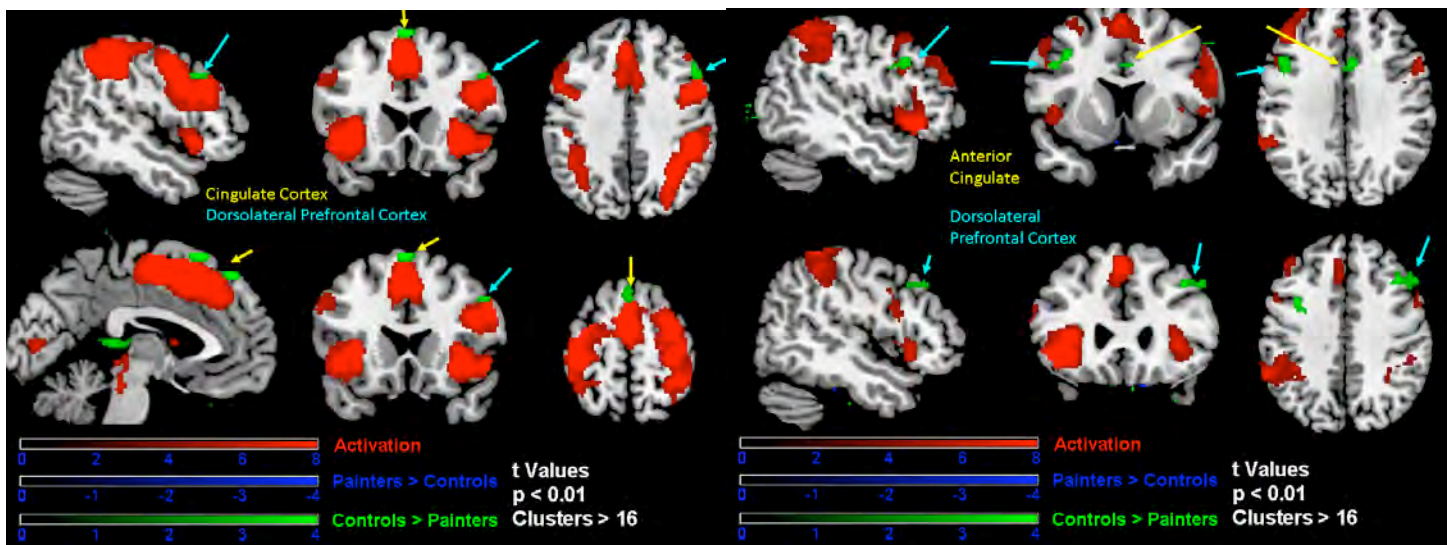 Cingulate Cortex
Dorsolateral Prefrontal Cortex
0 2 4 6 8
Activation
0 -1 -2 -3 -4
Painters > Controls
0 1 2 3 4
Controls > Painters
t Values
p < 0.01
Clusters > 16
Anterior
Cingulate
Dorsolateral
Prefrontal Cortex
0 2 4 6 8
Activation
0 -1 -2 -3 -4
Painters > Controls
0 1 2 3 4
Controls > Painters
t Values
p < 0.01
Clusters > 16